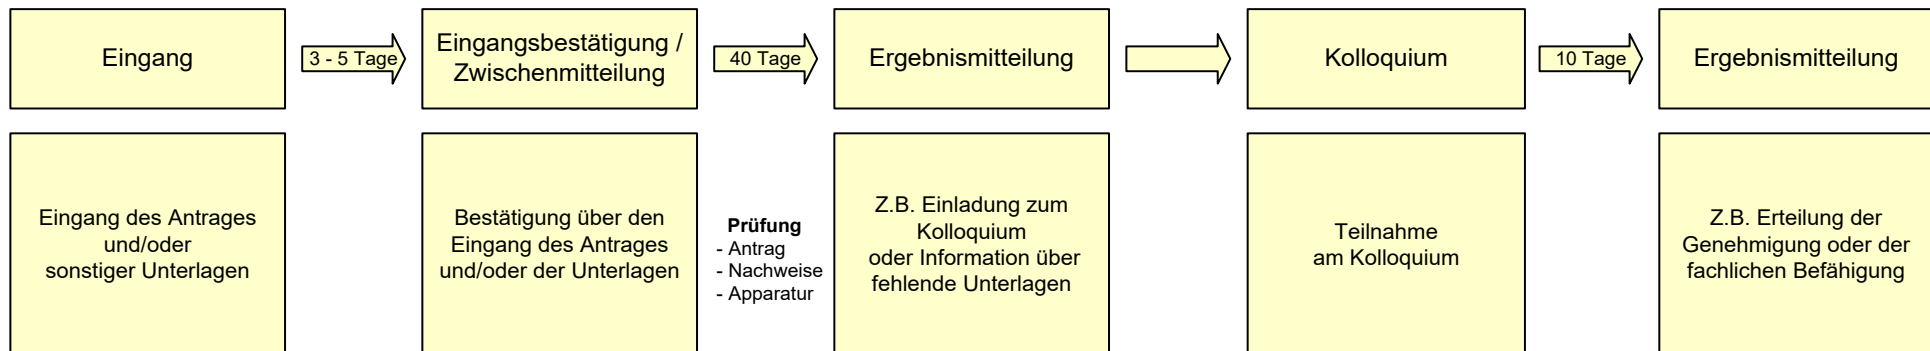 Eingang
3 - 5 Tage
Eingangsbestätigung /
Zwischenmitteilung
40 Tage
Ergebnismitteilung
Kolloquium
10 Tage
Ergebnismitteilung
Eingang des Antrages
und/oder
sonstiger Unterlagen
Bestätigung über den
Eingang des Antrages
und/oder der Unterlagen
Prüfung
- Antrag
- Nachweise
- Apparatur
Z.B. Einladung zum
Kolloquium
oder Information über
fehlende Unterlagen
Teilnahme
am Kolloquium
Z.B. Erteilung der
Genehmigung oder der
fachlichen Befähigung